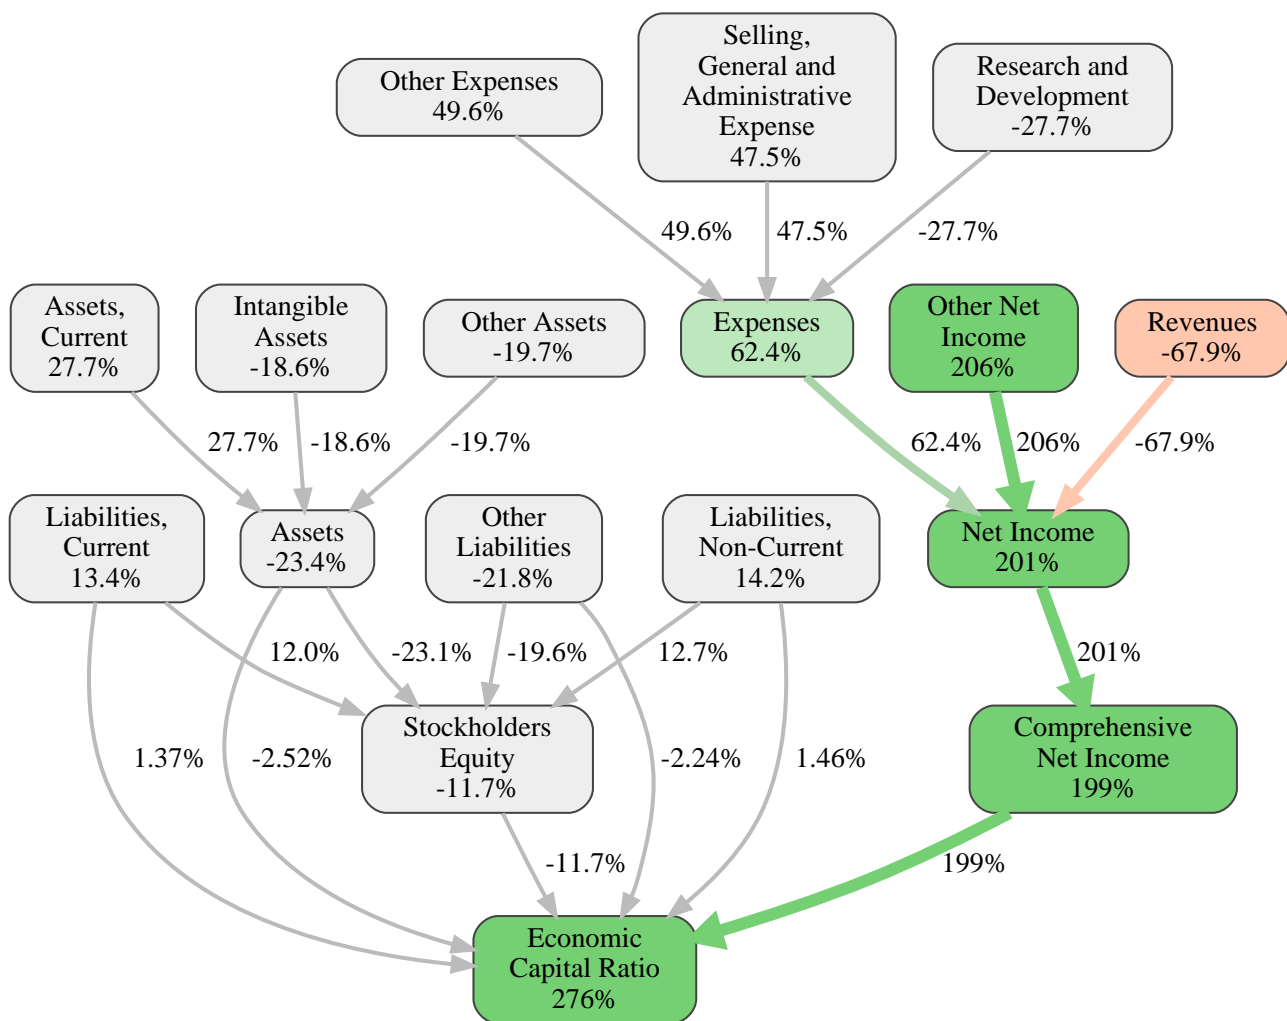 Other Expenses
49.6%
Selling,
General and
Administrative
Expense
47.5%
Research and
Development
-27.7%
49.6%
47.5%
-27.7%
Assets,
Current
27.7%
Intangible
Assets
-18.6%
Other Assets
-19.7%
Expenses
62.4%
Other Net
Income
206%
Revenues
-67.9%
27.7%
-18.6%
-19.7%
62.4%
206%
-67.9%
Liabilities,
Current
13.4%
Assets
-23.4%
Other
Liabilities
-21.8%
Liabilities,
Non-Current
14.2%
Net Income
201%
12.0%
-23.1%
-19.6%
12.7%
201%
1.37%
-2.52%
Stockholders
Equity
-11.7%
-2.24%
1.46%
Comprehensive
Net Income
199%
-11.7%
199%
Economic
Capital Ratio
276%